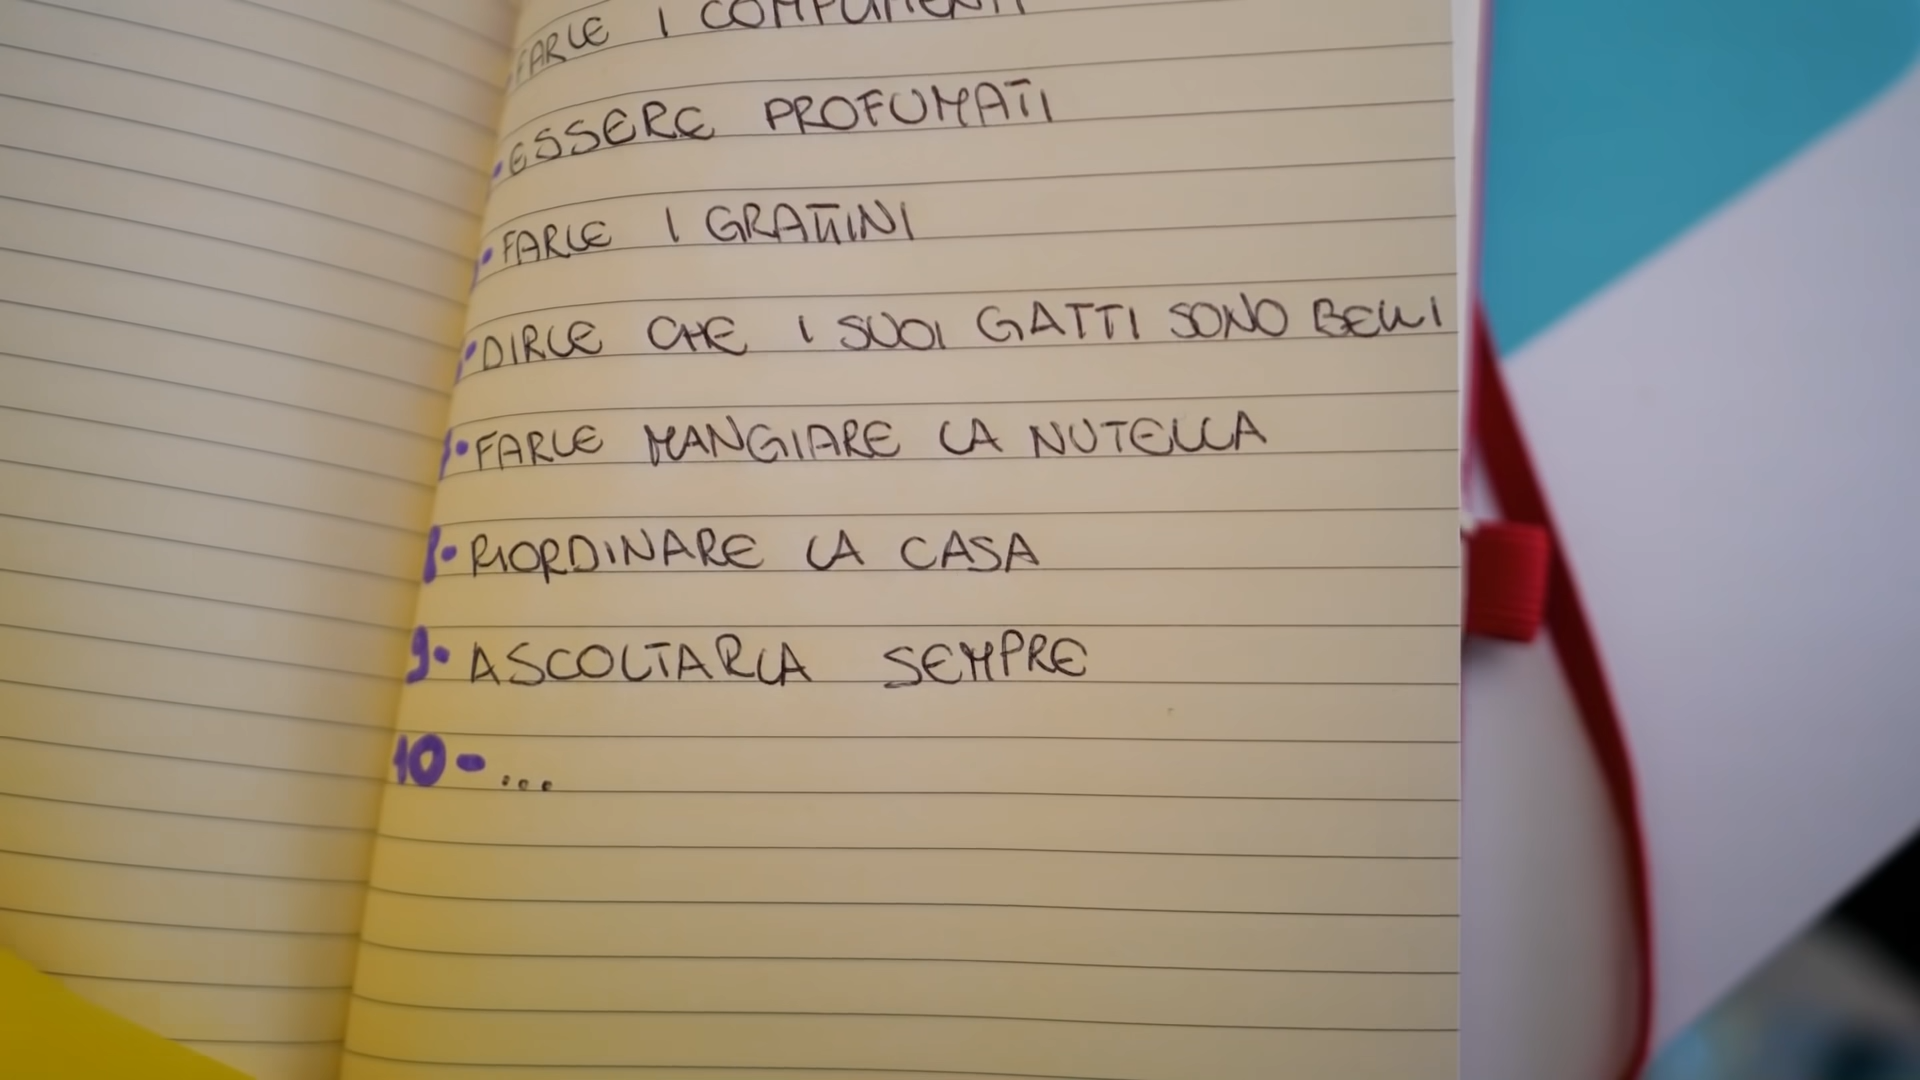 FARLE I COMPLIMENTI
• ESSERE PROFUMATI
• FARLE I GRATTINI
• DIRLE CHE I SUOI GATTI SONO BELLI
• FARLE MANGIARE LA NUTELLA
• RIORDINARE LA CASA
9• ASCOLTARLA SEMPRE
10- ...